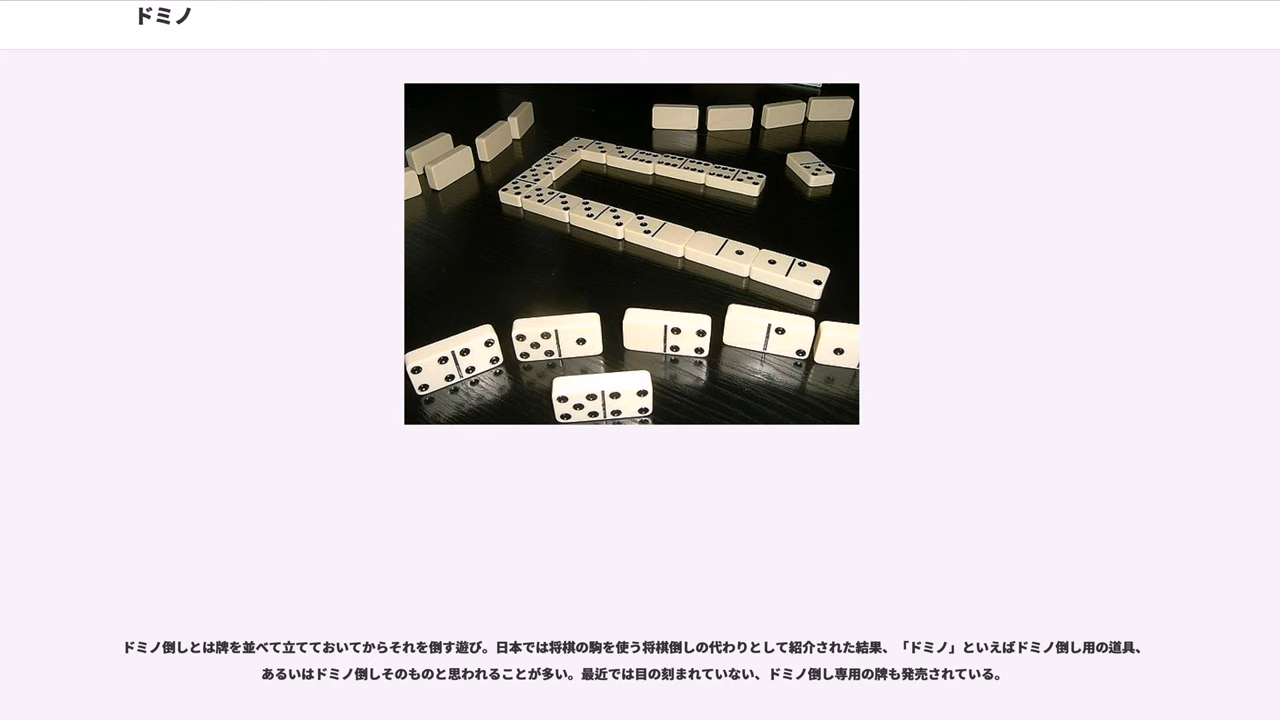 ドミノ
ドミノ倒しとは牌を並べて立てておいてからそれを倒す遊び。日本では将棋の駒を使う将棋倒しの代わりとして紹介された結果、「ドミノ」といえばドミノ倒し用の道具、
あるいはドミノ倒しそのものと思われることが多い。最近では目の刻まれていない、ドミノ倒し専用の牌も発売されている。